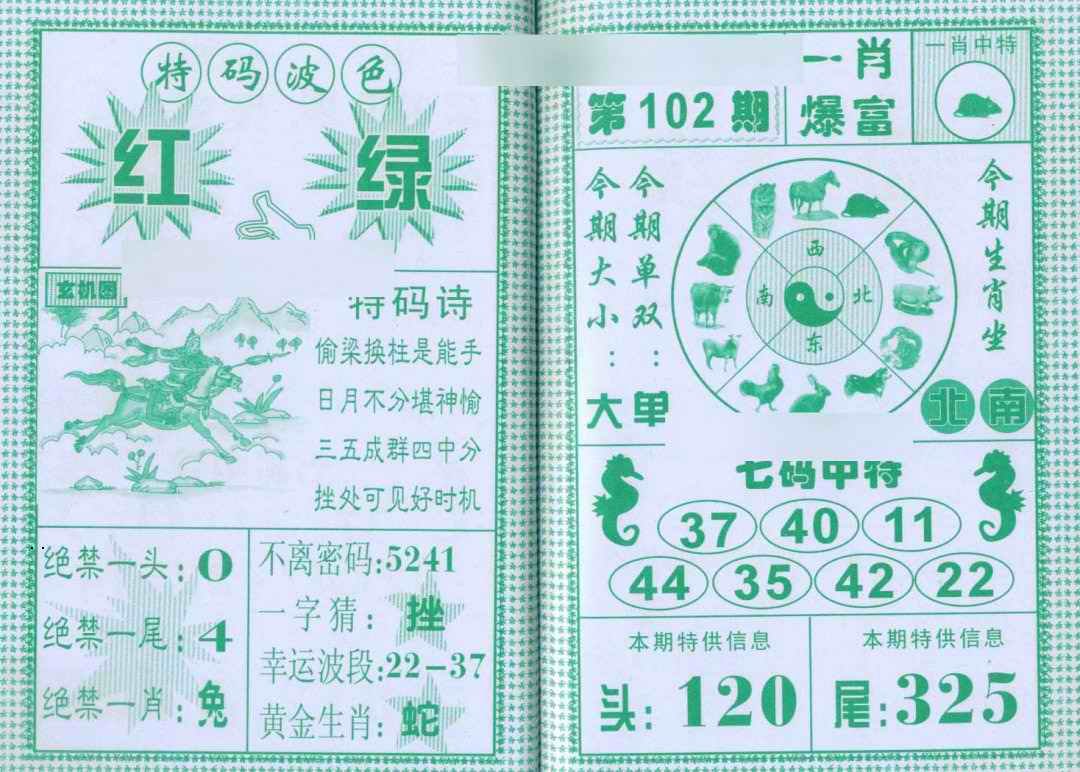 特码波色
红 绿
玄机图
特码诗
偷梁换柱是能手
日月不分堪神愉
三五成群四中分
挫处可见好时机
绝禁一头：0
绝禁一尾：4
绝禁一肖：兔
不离密码:5241
一字猜：挫
幸运波段:22-37
黄金生肖：蛇
第102期
一肖
爆富
一肖中特
今期大小：大
今期单双：单
西
南
北
东
今期生肖坐
北南
七码中特
37 40 11
44 35 42 22
本期特供信息
头：120
本期特供信息
尾:325